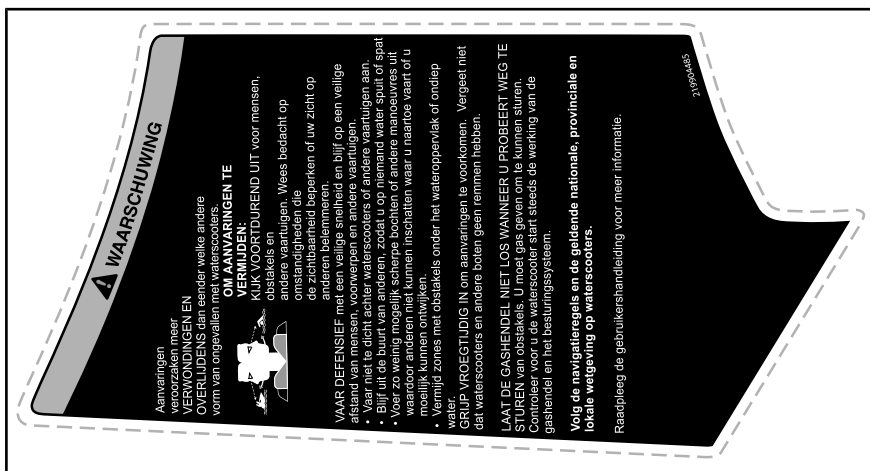 WAARSCHUWING
Aanvaringen
veroorzaken meer
VERWONDINGEN EN
OVERLIJDENS dan eender welke andere
vorm van ongevallen met waterscooters.
OM AANVARINGEN TE
VERMIJDEN:
KIJK VOORTDUREND UIT voor mensen,
obstakels en
andere vaartuigen. Wees bedacht op
omstandigheden die
de zichtbaarheid beperken of uw zicht op
anderen belemmeren.
VAAR DEFENSIEF met een veilige snelheid en blijf op een veilige
afstand van mensen, voorwerpen en andere vaartuigen.
• Vaar niet te dicht achter waterscooters of andere vaartuigen aan.
• Blijf uit de buurt van anderen, zodat u op niemand water spuit of spat
• Voer zo weinig mogelijk scherpe bochten of andere manoeuvres uit
waardoor anderen niet kunnen inschatten waar u naartoe vaart of u
moeilijk kunnen ontwijken.
• Vermijd zones met obstakels onder het wateroppervlak of ondiep
water.
GRIJP VROEGTIJDIG IN om aanvaringen te voorkomen. Vergeet niet
dat waterscooters en andere boten geen remmen hebben.
LAAT DE GASHENDEL NIET LOS WANNEER U PROBEERT WEG TE
STUREN van obstakels. U moet gas geven om te kunnen sturen.
Controleer voor u de waterscooter start steeds de werking van de
gashendel en het besturingssysteem.
Volg de navigatieregels en de geldende nationale, provinciale en
lokale wetgeving op waterscooters.
Raadpleeg de gebruikershandleiding voor meer informatie.
219904485